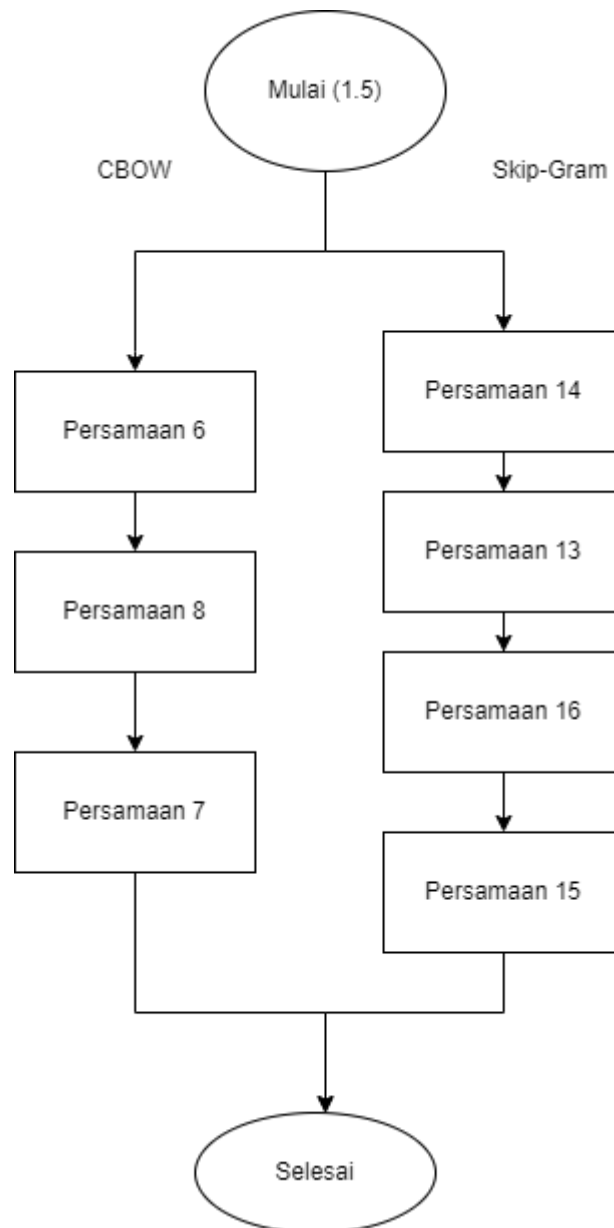 Mulai (1.5)
CBOW
Skip-Gram
Persamaan 6
Persamaan 8
Persamaan 7
Persamaan 14
Persamaan 13
Persamaan 16
Persamaan 15
Selesai